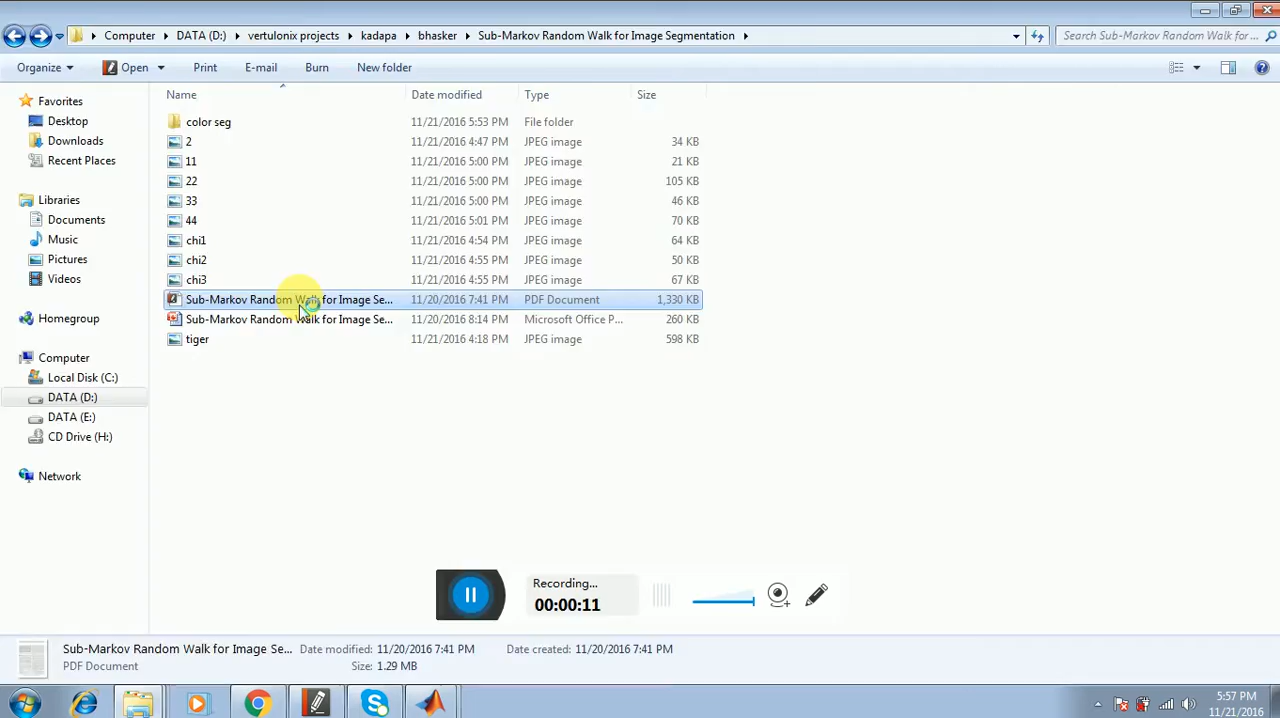 Computer
DATA (D:)
vertulonix projects
kadapa
bhasker
Sub-Markov Random Walk for Image Segmentation
Search Sub-Markov Random Walk for ...
Organize
Open
Print
E-mail
Burn
New folder
Favorites
Desktop
Downloads
Recent Places
Libraries
Documents
Music
Pictures
Videos
Homegroup
Computer
Local Disk (C:)
DATA (D:)
DATA (E:)
CD Drive (H:)
Network
Name Date modified Type Size
color seg 11/21/2016 5:53 PM File folder
2 11/21/2016 4:47 PM JPEG image 34 KB
11 11/21/2016 5:00 PM JPEG image 21 KB
22 11/21/2016 5:00 PM JPEG image 105 KB
33 11/21/2016 5:00 PM JPEG image 46 KB
44 11/21/2016 5:01 PM JPEG image 70 KB
chi1 11/21/2016 4:54 PM JPEG image 64 KB
chi2 11/21/2016 4:55 PM JPEG image 50 KB
chi3 11/21/2016 4:55 PM JPEG image 67 KB
Sub-Markov Random Walk for Image Se... 11/20/2016 7:41 PM PDF Document 1,330 KB
Sub-Markov Random Walk for Image Se... 11/20/2016 8:14 PM Microsoft Office P... 260 KB
tiger 11/21/2016 4:18 PM JPEG image 598 KB
Recording...
00:00:11
Sub-Markov Random Walk for Image Se... Date modified: 11/20/2016 7:41 PM Date created: 11/20/2016 7:41 PM
PDF Document Size: 1.29 MB
5:57 PM
11/21/2016